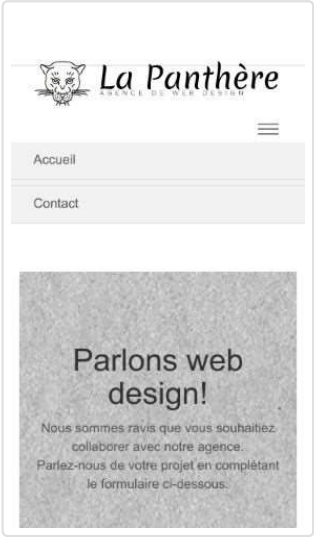 La Panthère
AGENCE DE WEB DESIGN
Accueil
Contact
Parlons web
design!
Nous sommes ravis que vous souhaitiez
collaborer avec notre agence.
Parlez-nous de votre projet en complétant
le formulaire ci-dessous.